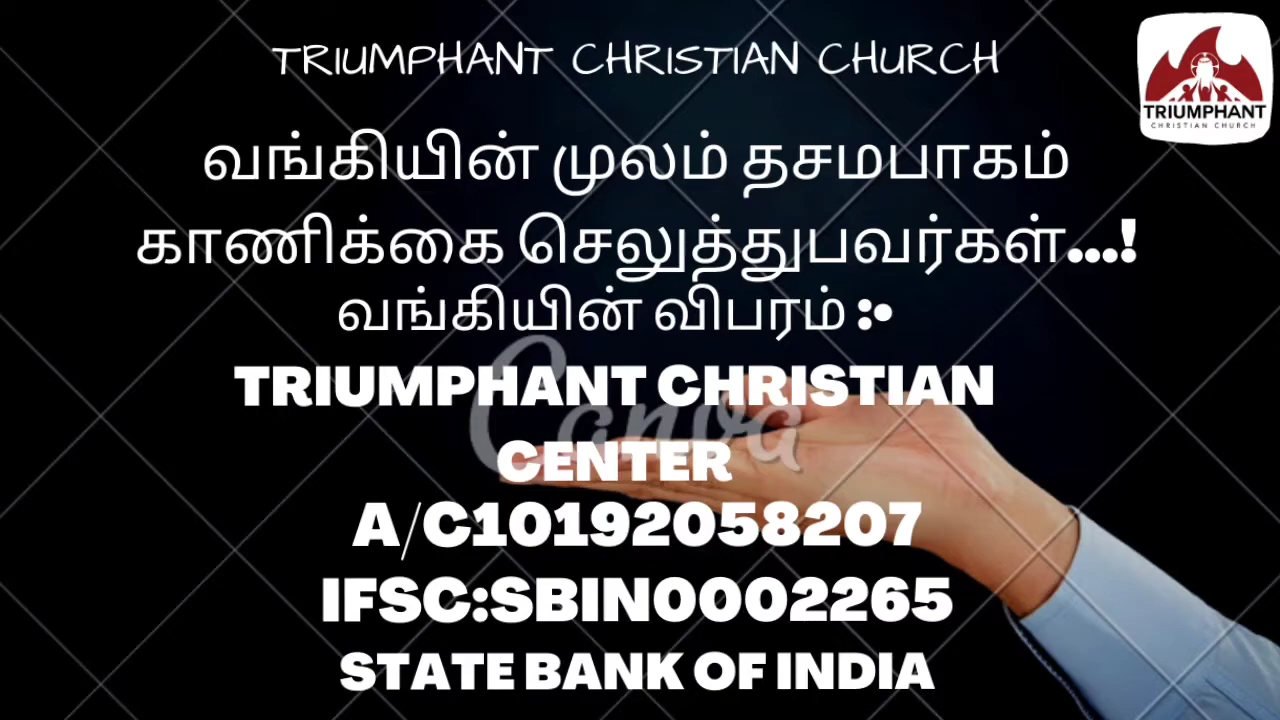 TRIUMPHANT CHRISTIAN CHURCH
TRIUMPHANT
CHRISTIAN CHURCH
வங்கியின் முலம் தசமபாகம்
காணிக்கை செலுத்துபவர்கள்...!
வங்கியின் விபரம் :-
TRIUMPHANT CHRISTIAN
CENTER
A/C10192058207
IFSC:SBIN0002265
STATE BANK OF INDIA
Canva